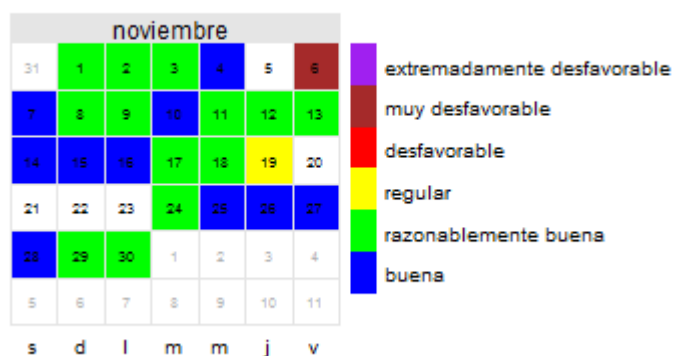 noviembre
31 1 2 3 4 5 6
7 8 9 10 11 12 13
14 15 16 17 18 19 20
21 22 23 24 25 26 27
28 29 30 1 2 3 4
5 6 7 8 9 10 11
s d l m m j v
extremadamente desfavorable
muy desfavorable
desfavorable
regular
razonablemente buena
buena